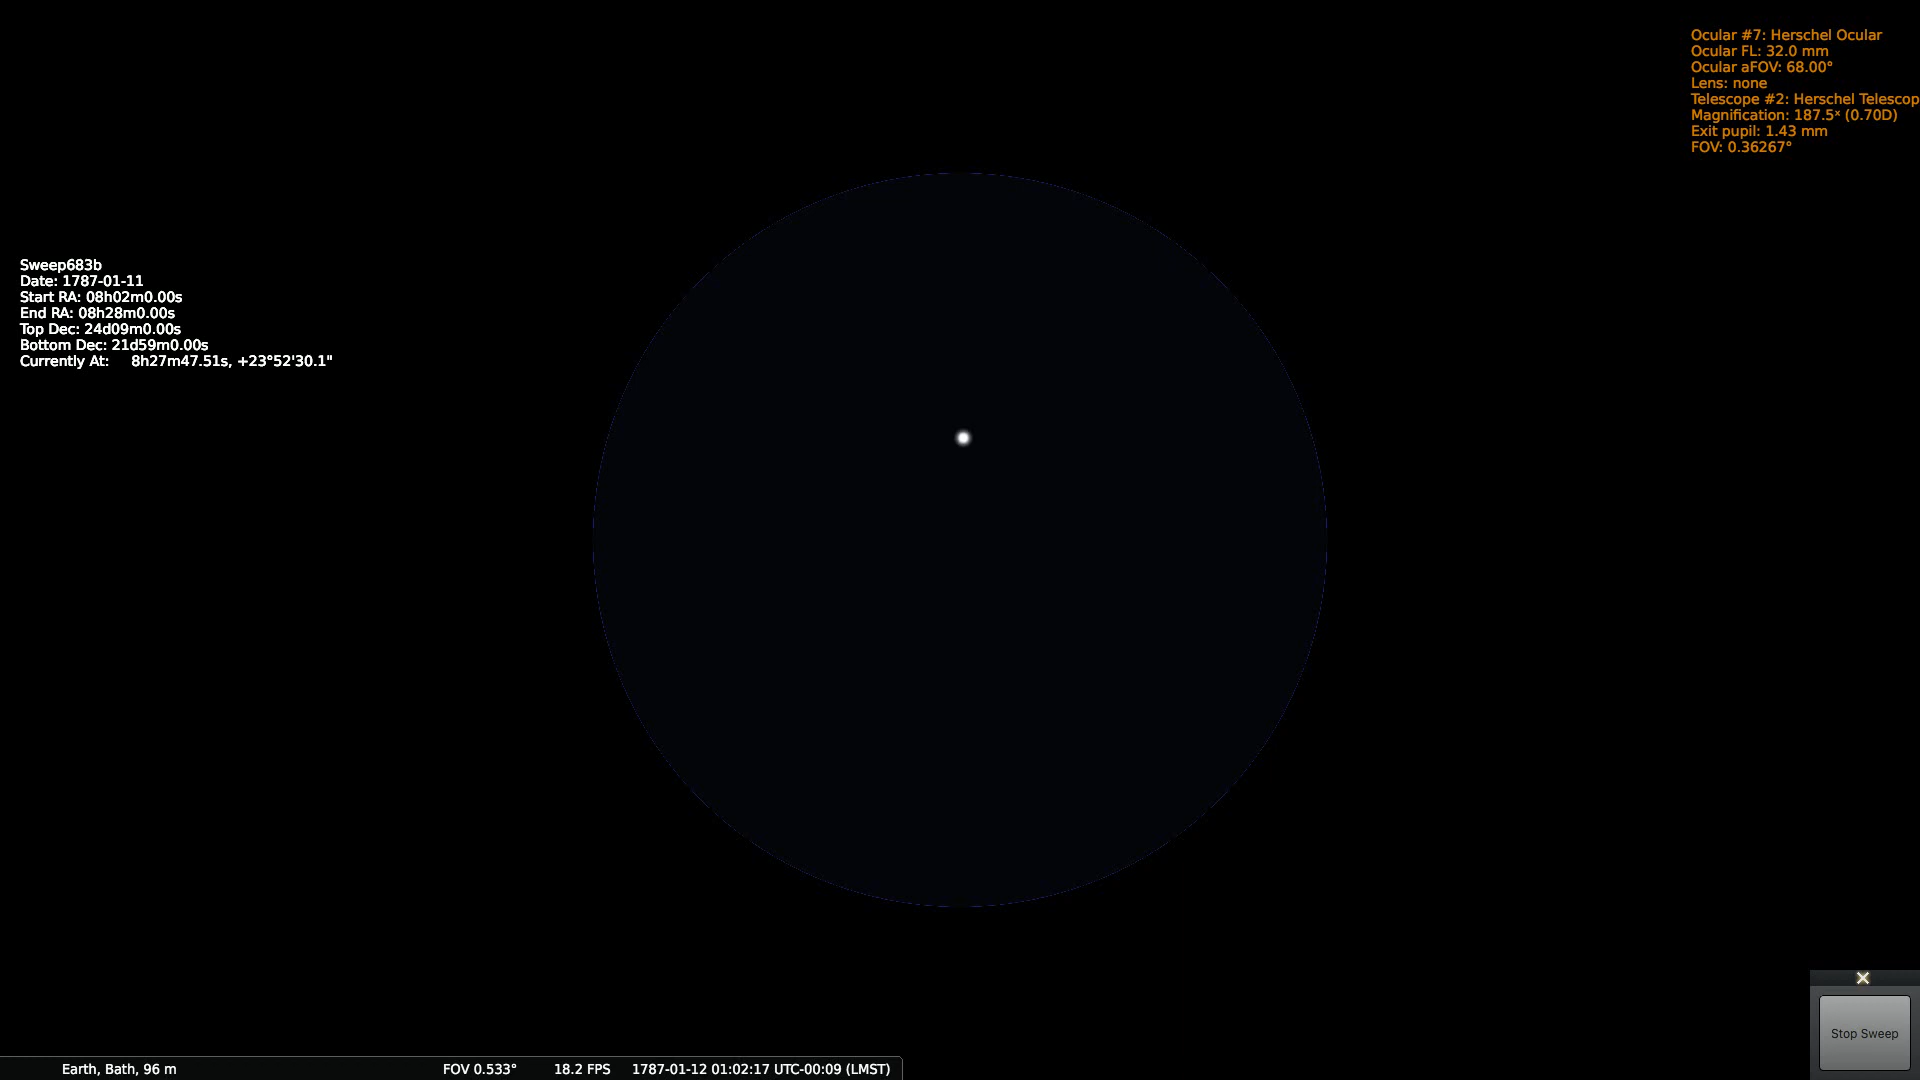 Ocular #7: Herschel Ocular
Ocular FL: 32.0 mm
Ocular aFOV: 68.00°
Lens: none
Telescope #2: Herschel Telescop
Magnification: 187.5ˣ (0.70D)
Exit pupil: 1.43 mm
FOV: 0.36267°
Sweep683b
Date: 1787-01-11
Start RA: 08h02m0.00s
End RA: 08h28m0.00s
Top Dec: 24d09m0.00s
Bottom Dec: 21d59m0.00s
Currently At: 8h27m47.51s, +23°52'30.1"
Stop Sweep
Earth, Bath, 96 m FOV 0.533° 18.2 FPS 1787-01-12 01:02:17 UTC-00:09 (LMST)